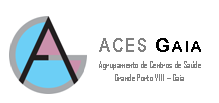 ACES GAIA
Agrupamento de Centros de Saúde
Grande Porto VIII – Gaia